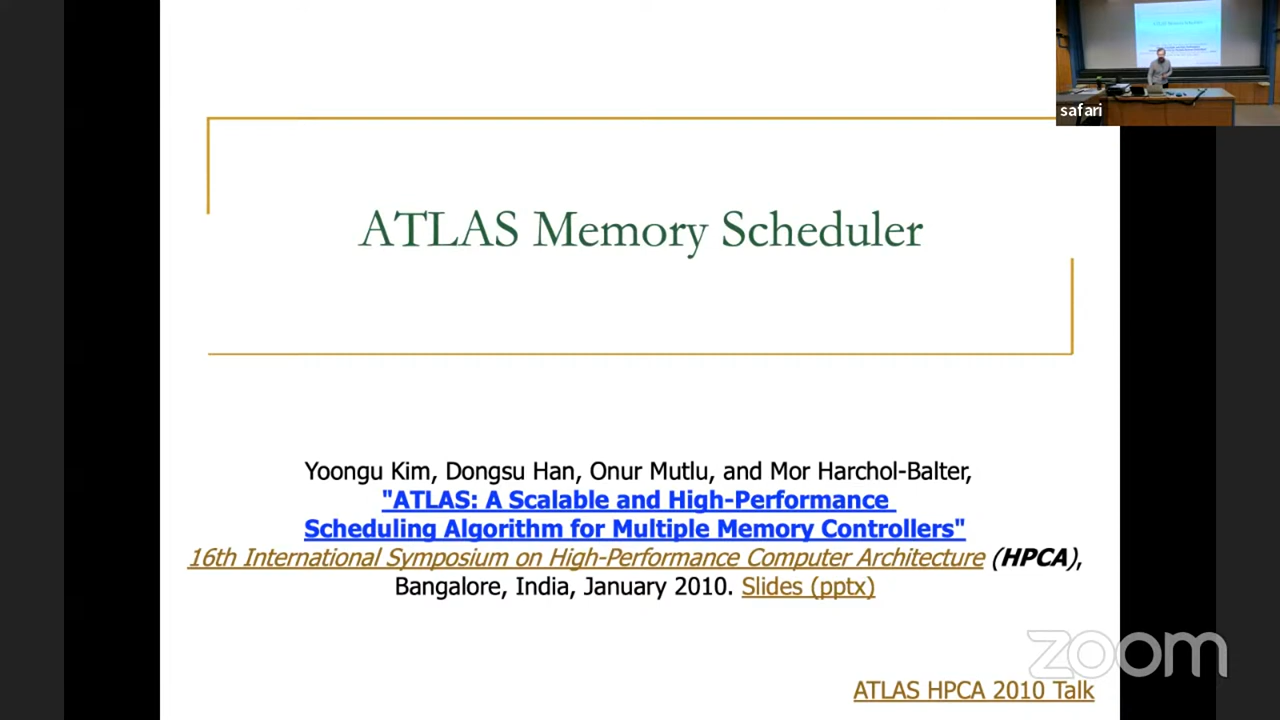 safari
ATLAS Memory Scheduler
Yoongu Kim, Dongsu Han, Onur Mutlu, and Mor Harchol-Balter,
"ATLAS: A Scalable and High-Performance
Scheduling Algorithm for Multiple Memory Controllers"
16th International Symposium on High-Performance Computer Architecture (HPCA),
Bangalore, India, January 2010. Slides (pptx)
zoom
ATLAS HPCA 2010 Talk